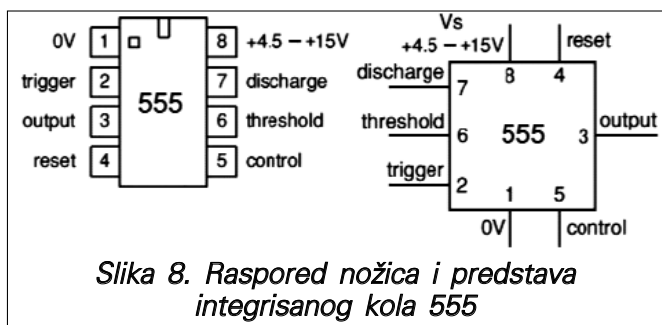 0V 1 8 +4.5 – +15V
trigger 2 7 discharge
output 3 6 threshold
reset 4 5 control
555
Vs
+4.5 – +15V
reset
discharge
7 8 4
threshold
6 555 3
output
trigger
2 1 5
0V
control
Slika 8. Raspored nožica i predstava
integrisanog kola 555